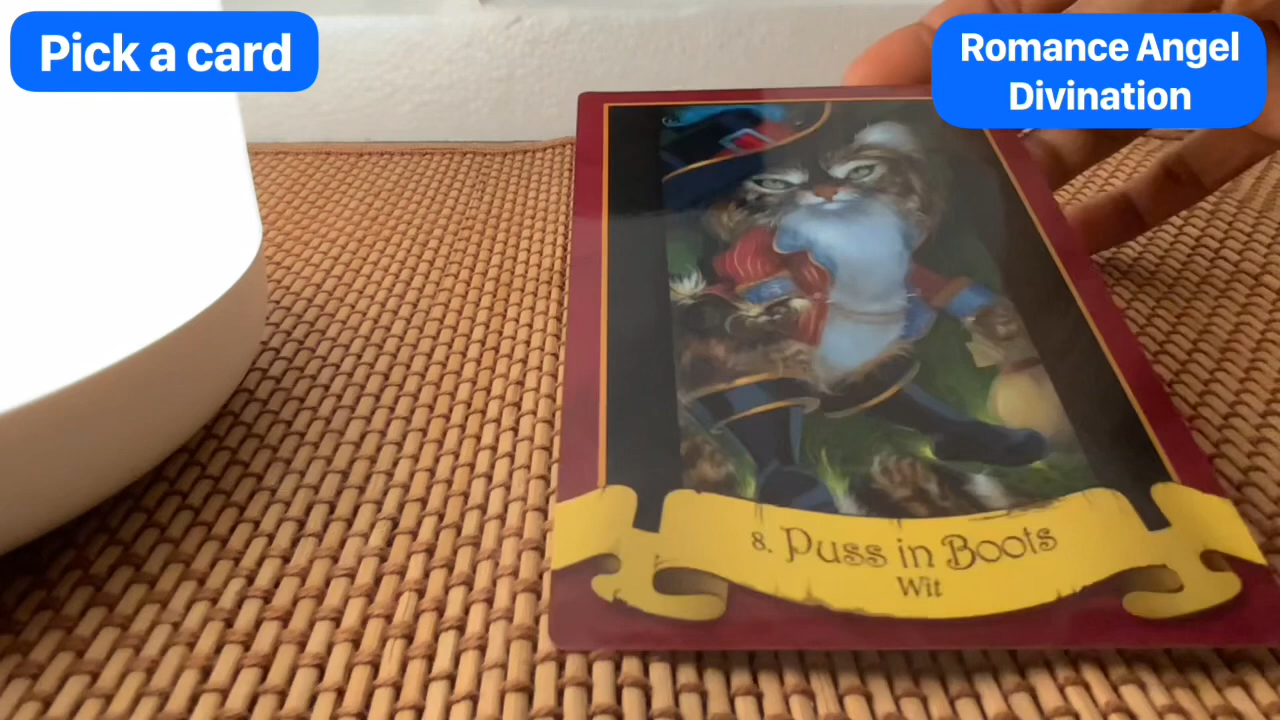 Pick a card
Romance Angel
Divination
8. Puss in Boots
Wit